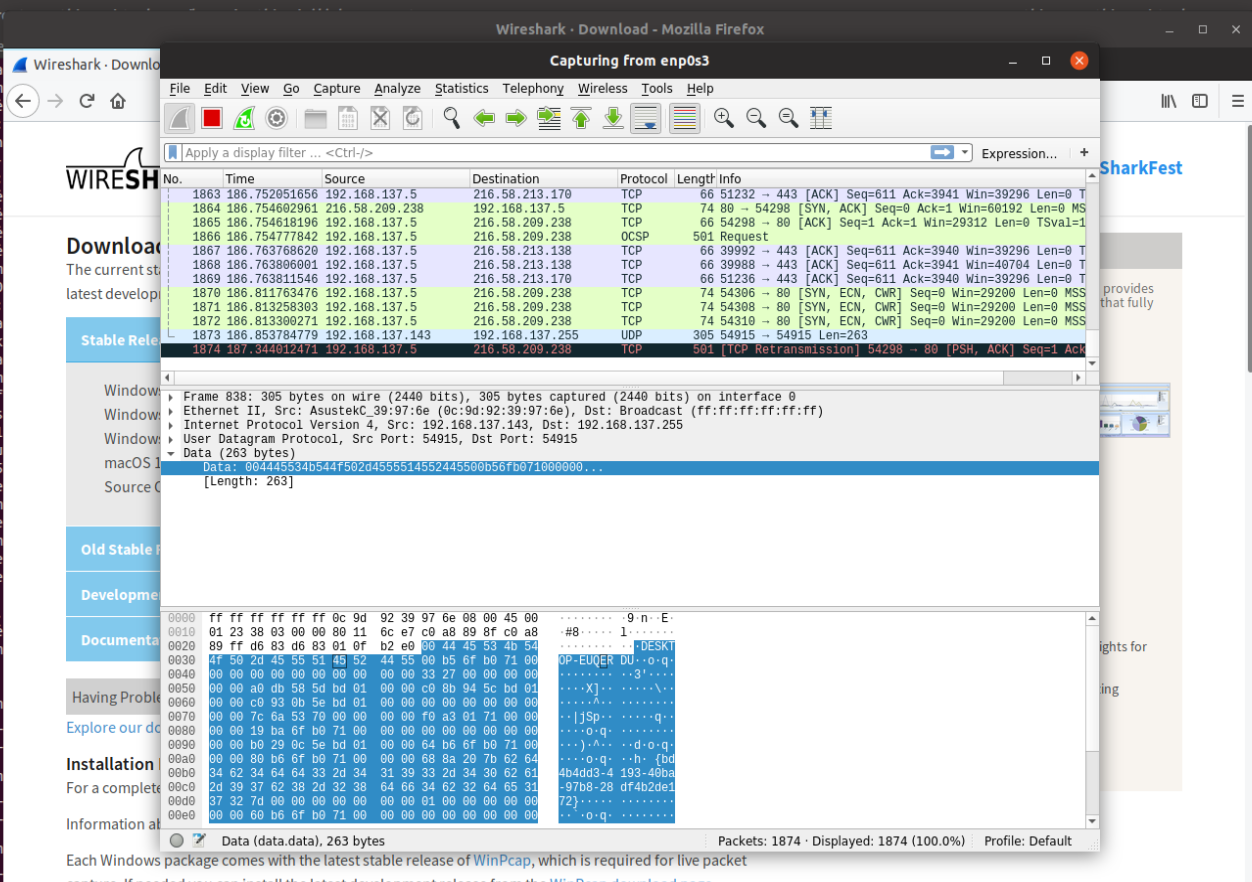 Wireshark · Download - Mozilla Firefox
Wireshark · Downlo
Capturing from enp0s3
File Edit View Go Capture Analyze Statistics Telephony Wireless Tools Help
Apply a display filter ... <Ctrl-/> Expression... +
WIRESH
SharkFest
No. Time Source Destination Protocol Length Info
1863 186.752051656 192.168.137.5 216.58.213.170 TCP 66 51232 → 443 [ACK] Seq=611 Ack=3941 Win=39296 Len=0 T
1864 186.754602961 216.58.209.238 192.168.137.5 TCP 74 80 → 54298 [SYN, ACK] Seq=0 Ack=1 Win=60192 Len=0 MS
1865 186.754618196 192.168.137.5 216.58.209.238 TCP 66 54298 → 80 [ACK] Seq=1 Ack=1 Win=29312 Len=0 TSval=1
1866 186.754777842 192.168.137.5 216.58.209.238 OCSP 501 Request
1867 186.763768620 192.168.137.5 216.58.213.138 TCP 66 39992 → 443 [ACK] Seq=611 Ack=3941 Win=39296 Len=0 T
1868 186.763806001 192.168.137.5 216.58.213.138 TCP 66 39988 → 443 [ACK] Seq=611 Ack=3940 Win=40704 Len=0 T
1869 186.763811546 192.168.137.5 216.58.213.138 TCP 66 51236 → 443 [ACK] Seq=611 Ack=3941 Win=39296 Len=0 T
1870 186.811763476 192.168.137.5 216.58.209.238 TCP 74 54306 → 80 [SYN, ECN, CWR] Seq=0 Win=29200 Len=0 MSS
1871 186.813258303 192.168.137.5 216.58.209.238 TCP 74 54308 → 80 [SYN, ECN, CWR] Seq=0 Win=29200 Len=0 MSS
1872 186.813300271 192.168.137.5 216.58.209.238 TCP 74 54310 → 80 [SYN, ECN, CWR] Seq=0 Win=29200 Len=0 MSS
1873 186.853784779 192.168.137.143 192.168.137.255 UDP 305 54915 → 54915 Len=263
1874 187.344012471 192.168.137.5 216.58.209.238 TCP 501 [TCP Retransmission] 54298 → 80 [PSH, ACK] Seq=1 Ack
Frame 838: 305 bytes on wire (2440 bits), 305 bytes captured (2440 bits) on interface 0
Ethernet II, Src: AsustekC_39:97:6e (0c:9d:92:39:97:6e), Dst: Broadcast (ff:ff:ff:ff:ff:ff)
Internet Protocol Version 4, Src: 192.168.137.143, Dst: 192.168.137.255
User Datagram Protocol, Src Port: 54915, Dst Port: 54915
Data (263 bytes)
Data: 004445534b544f502d4555514552445500b56fb071000000...
[Length: 263]
0000 ff ff ff ff ff ff 0c 9d 92 39 97 6e 08 00 45 00 ········ ·9·n··E·
0010 01 23 38 03 00 00 80 11 6c e7 c0 a8 89 8f c0 a8 ·#8····· l·······
0020 89 ff d6 83 d6 83 01 0f b2 e0 00 44 45 53 4b 54 ········ ···DESKT
0030 4f 50 2d 45 55 51 45 52 44 55 00 b5 6f b0 71 00 OP-EUQER DU··o·q·
0040 00 00 00 00 00 00 00 00 33 27 00 00 00 00 00 00 ········ 3'······
0050 00 00 a0 db 58 5d bd 01 00 00 c0 8b 94 5c bd 01 ····X]·· ·····\··
0060 00 00 c0 93 0b 5e bd 01 00 00 00 00 00 00 00 00 ·····^·· ········
0070 00 00 7c 6a 53 70 00 00 00 00 f0 a3 01 71 00 00 ··|jSp·· ·····q··
0080 00 00 19 ba 6f b0 71 00 00 00 00 00 00 00 00 00 ····o·q· ········
0090 00 00 b0 29 0c 5e bd 01 00 00 64 b6 6f b0 71 00 ···)·^·· ··d·o·q·
00a0 00 00 80 b6 6f b0 71 00 00 00 68 8a 20 7b 62 64 ····o·q· ··h· {bd
00b0 34 62 34 64 64 33 2d 34 31 39 33 2d 34 30 62 61 4b4dd3-4 193-40ba
00c0 2d 39 37 62 38 2d 32 38 64 66 34 62 32 64 65 31 -97b8-28 df4b2de1
00d0 37 32 7d 00 00 00 00 00 00 01 00 00 00 00 00 00 72}····· ········
00e0 00 00 60 b6 6f b0 71 00 00 00 00 00 00 00 00 00 ··`·o·q· ········
Data (data.data), 263 bytes Packets: 1874 · Displayed: 1874 (100.0%) Profile: Default
Download
The current sta
latest develop
Stable Rele
Window
Window
Window
macOS 1
Source
Old Stable
Developme
Documenta
Having Proble
Explore our do
Installation
For a complete
Information ab
Each Windows package comes with the latest stable release of WinPcap, which is required for live packet
provides
that fully
ights for
ing